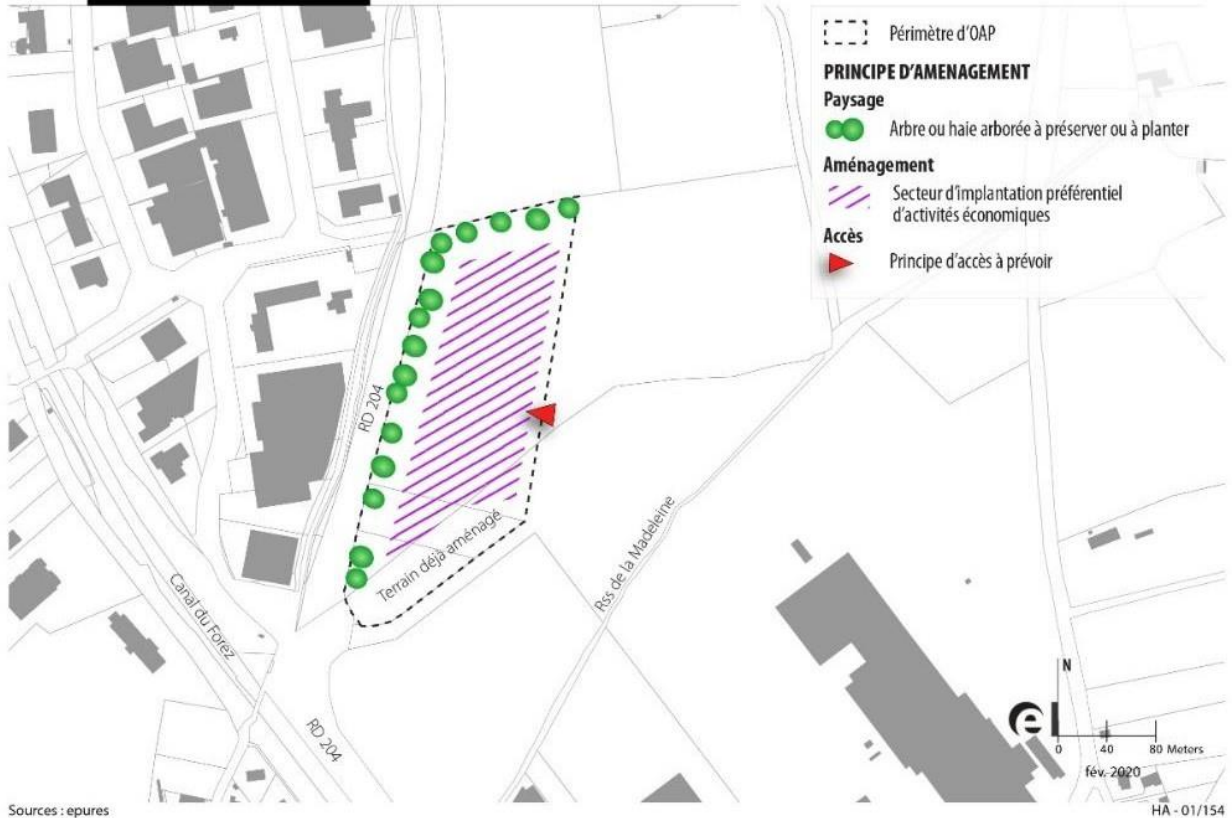 Périmètre d'OAP
PRINCIPE D'AMENAGEMENT
Paysage
Arbre ou haie arborée à préserver ou à planter
Aménagement
Secteur d'implantation préférentiel
d'activités économiques
Accès
Principe d'accès à prévoir
RD 204
Terrain déjà aménagé
Rss de la Madeleine
Canal du Forez
RD 204
N
0 40 80 Meters
fév. 2020
Sources : epures
HA - 01/154